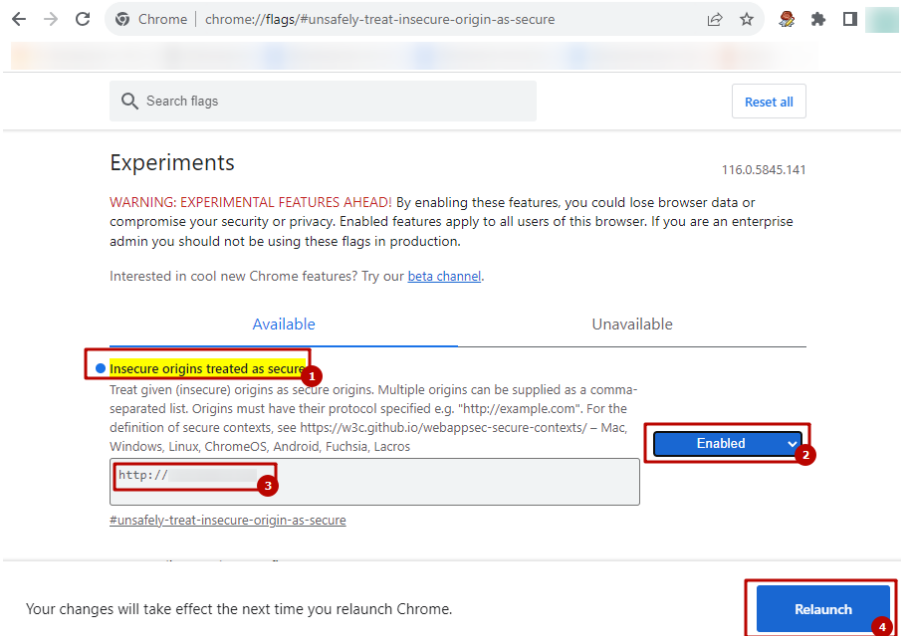 Chrome | chrome://flags/#unsafely-treat-insecure-origin-as-secure
Search flags
Reset all
Experiments
116.0.5845.141
WARNING: EXPERIMENTAL FEATURES AHEAD! By enabling these features, you could lose browser data or
compromise your security or privacy. Enabled features apply to all users of this browser. If you are an enterprise
admin you should not be using these flags in production.
Interested in cool new Chrome features? Try our beta channel.
Available
Unavailable
Insecure origins treated as secure
1
Treat given (insecure) origins as secure origins. Multiple origins can be supplied as a comma-
separated list. Origins must have their protocol specified e.g. "http://example.com". For the
definition of secure contexts, see https://w3c.github.io/webappsec-secure-contexts/ – Mac,
Windows, Linux, ChromeOS, Android, Fuchsia, Lacros
Enabled
2
http://
3
#unsafely-treat-insecure-origin-as-secure
Your changes will take effect the next time you relaunch Chrome.
Relaunch
4